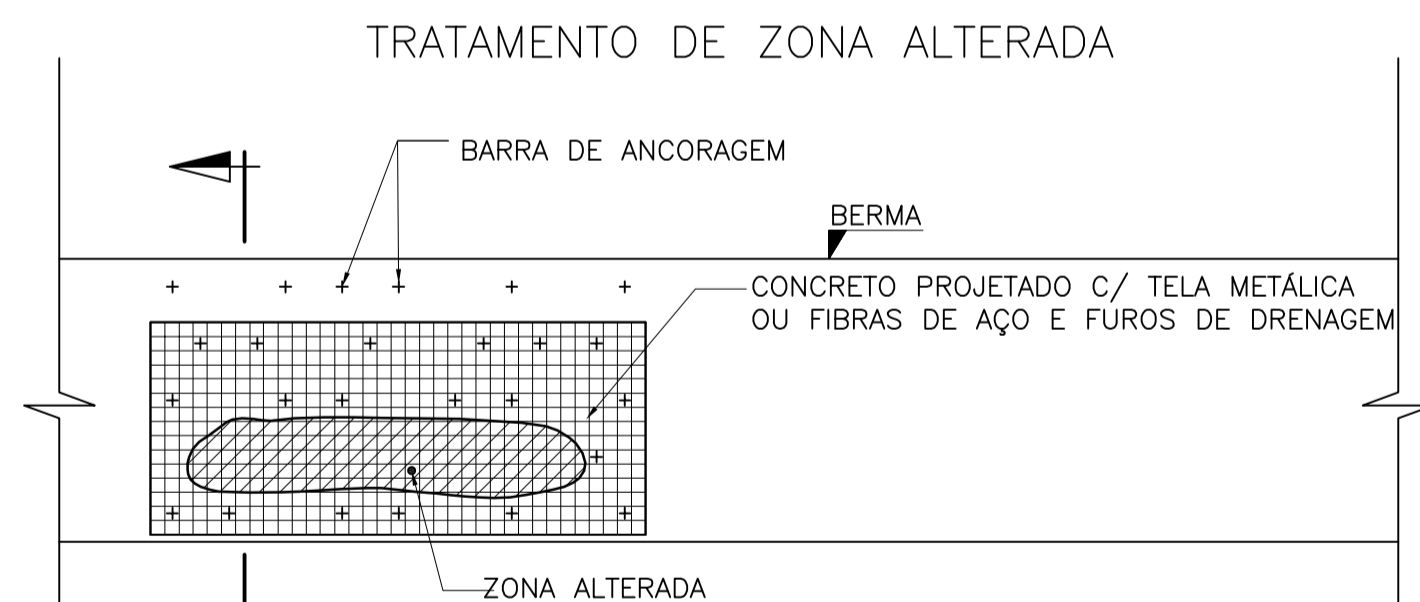 TRATAMENTO DE ZONA ALTERADA
BARRA DE ANCORAGEM
BERMA
CONCRETO PROJETADO C/ TELA METÁLICA
OU FIBRAS DE AÇO E FUROS DE DRENAGEM
ZONA ALTERADA